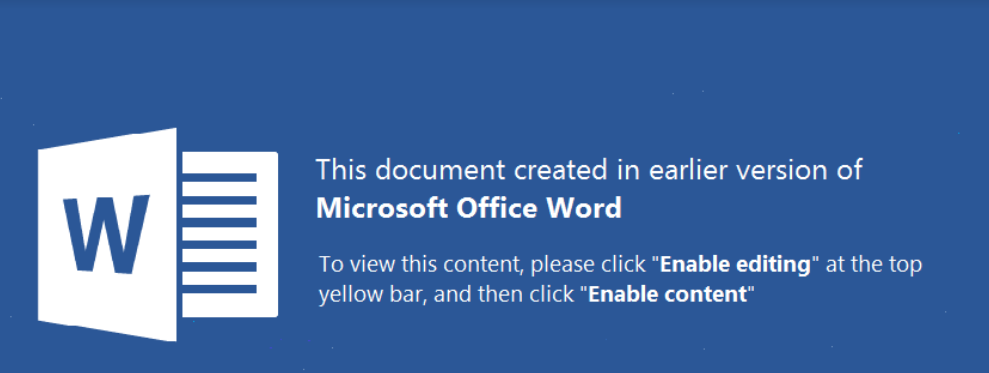 W
This document created in earlier version of
Microsoft Office Word
To view this content, please click "Enable editing" at the top
yellow bar, and then click "Enable content"